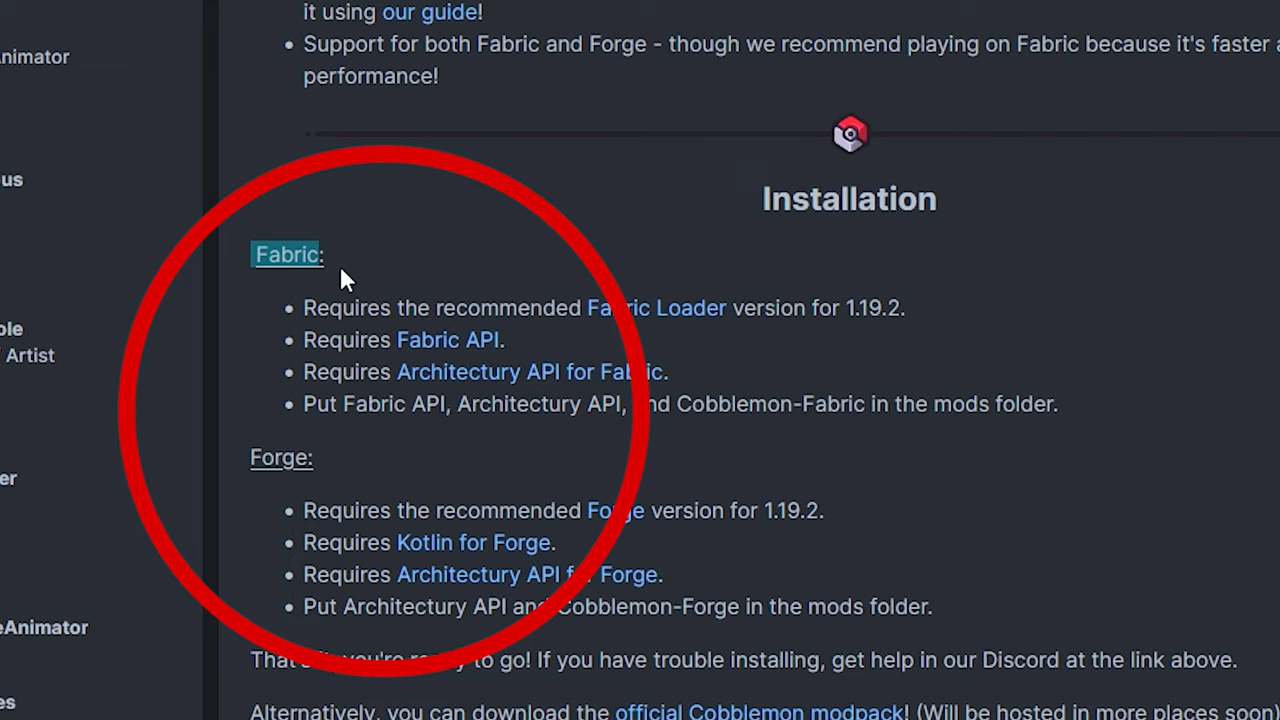 it using our guide!
Animator
• Support for both Fabric and Forge - though we recommend playing on Fabric because it's faster
performance!
us
Installation
Fabric:
• Requires the recommended Fabric Loader version for 1.19.2.
ole
• Requires Fabric API.
Artist
• Requires Architectury API for Fabric.
• Put Fabric API, Architectury API, and Cobblemon-Fabric in the mods folder.
Forge:
er
• Requires the recommended Forge version for 1.19.2.
• Requires Kotlin for Forge.
• Requires Architectury API for Forge.
• Put Architectury API and Cobblemon-Forge in the mods folder.
eAnimator
That's it, you're ready to go! If you have trouble installing, get help in our Discord at the link above.
es
Alternatively, you can download the official Cobblemon modpack! (Will be hosted in more places soon)